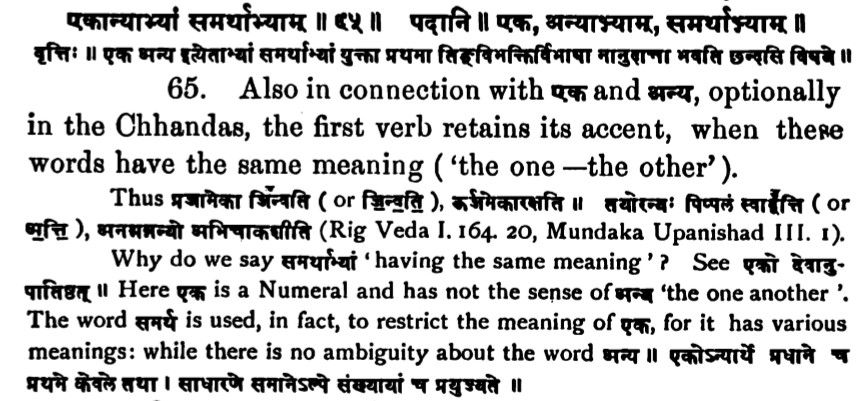 एकान्याभ्यां समर्थाभ्याम् ॥ ६५ ॥ पदानि ॥ एक, अन्याभ्याम्, समर्थाभ्याम् ॥
वृत्तिः ॥ एक अन्य इत्येताभ्यां समर्थाभ्यां युक्ता प्रथमा तिङ्विभक्तिर्विभाषा नानुदात्ता भवति छन्दसि विषये ॥
65. Also in connection with एक and अन्य, optionally
in the Chhandas, the first verb retains its accent, when these
words have the same meaning ( ‘the one—the other’ ).
Thus प्रजामेका जिन्वति ( or जिन्वति ), ऊर्जमेकारक्षति ॥ तयोरन्यः पिप्पलं स्वाद्वत्ति ( or
अत्ति ), अनश्नन्नन्यो अभिचाकशीति (Rig Veda I. 164. 20, Mundaka Upanishad III. 1).
Why do we say समर्थाभ्यां ‘having the same meaning’? See एको देवानु-
पातिष्ठत् ॥ Here एक is a Numeral and has not the sense of अन्य ‘the one another ’.
The word समर्थ is used, in fact, to restrict the meaning of एक, for it has various
meanings: while there is no ambiguity about the word अन्य ॥ एकोऽन्यार्थे प्रधाने च
प्रथमे केवले तथा । साधारणे समानेऽल्पे संख्यायां च प्रयुज्यते ॥